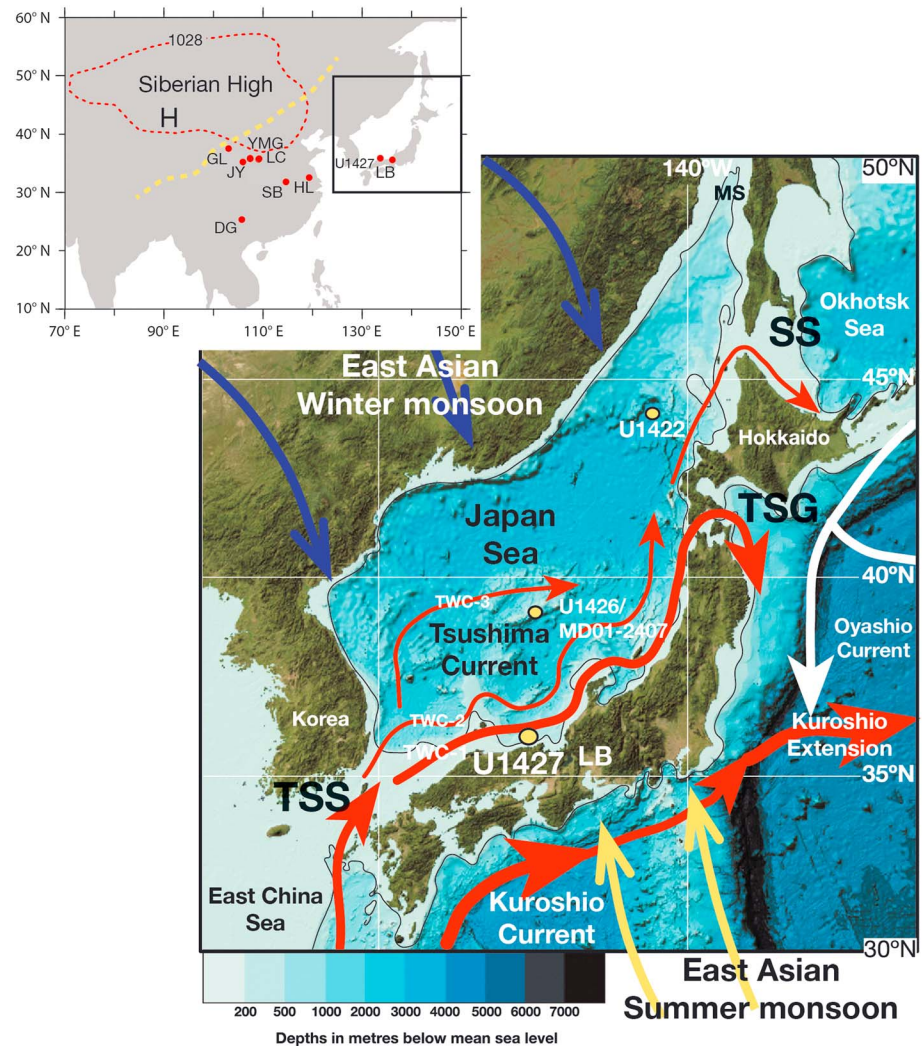 60° N
50° N
40° N
30° N
20° N
10° N
70° E
90° E
110° E
130° E
150° E
1028
Siberian High
H
YMG
GL
LC
JY
U1427
LB
SB
HL
DG
140°W
50°N
MS
Okhotsk
Sea
SS
45°N
East Asian
Winter monsoon
U1422
Hokkaido
Japan
Sea
TSG
40°N
TWC-3
U1426/
MD01-2407
Tsushima
Current
Oyashio
Current
Korea
TWC-2
TWC-1
Kuroshio
Extension
U1427
LB
35°N
TSS
East China
Sea
Kuroshio
Current
30°N
East Asian
Summer monsoon
200 500 1000 2000 3000 4000 5000 6000 7000
Depths in metres below mean sea level